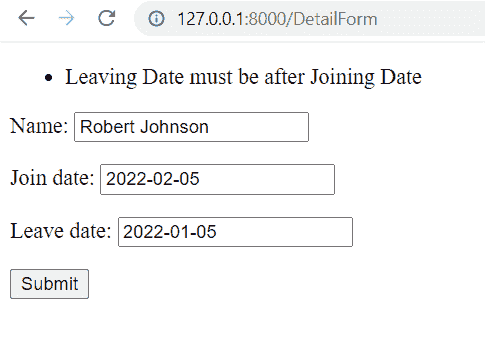 127.0.0.1:8000/DetailForm
• Leaving Date must be after Joining Date
Name: Robert Johnson
Join date: 2022-02-05
Leave date: 2022-01-05
Submit